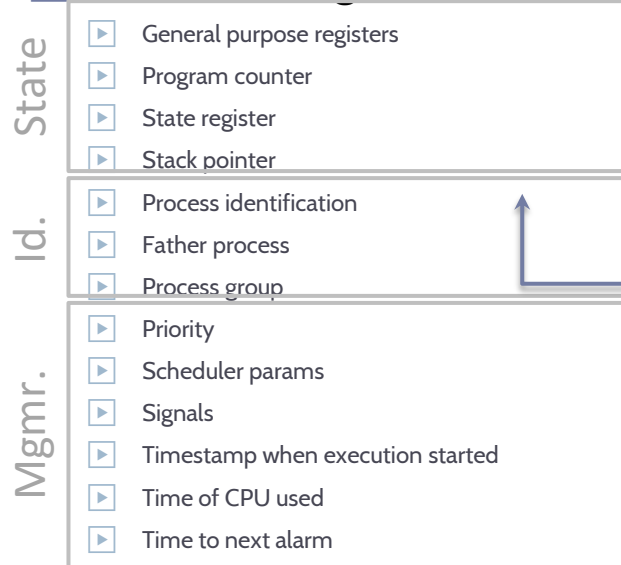 State
General purpose registers
Program counter
State register
Stack pointer
Id.
Process identification
Father process
Process group
Mgmr.
Priority
Scheduler params
Signals
Timestamp when execution started
Time of CPU used
Time to next alarm